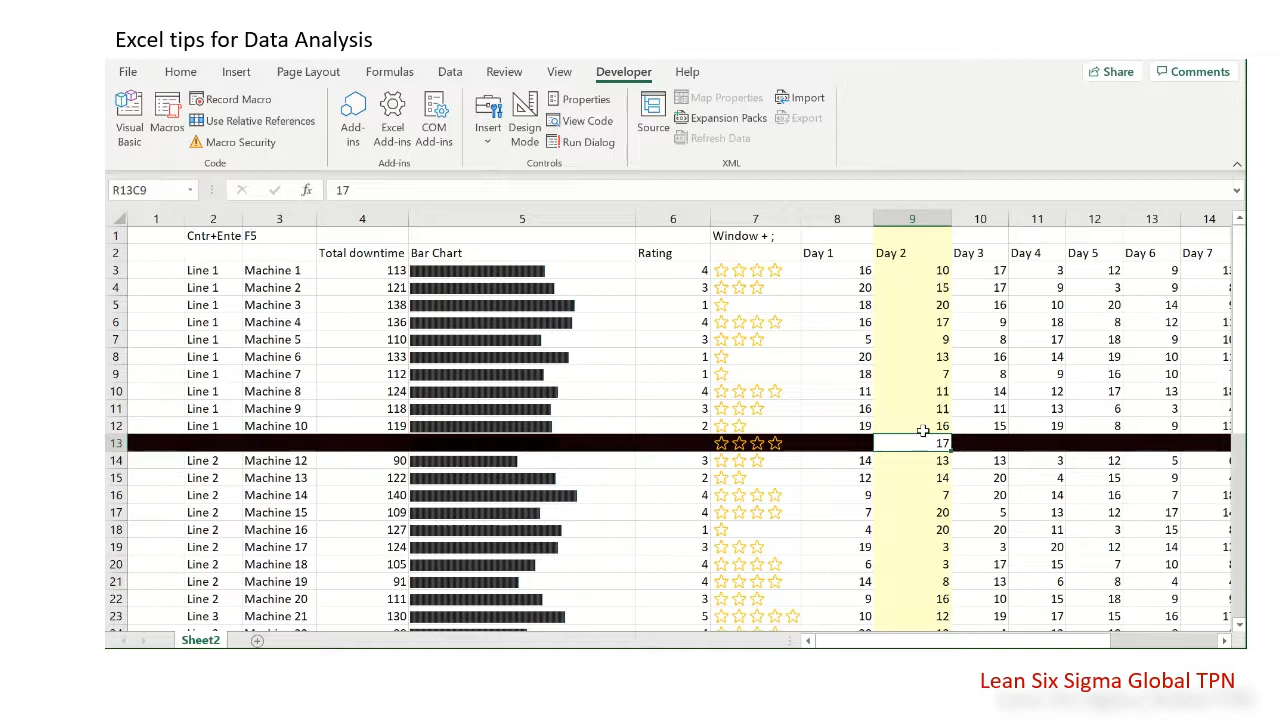 Excel tips for Data Analysis
File Home Insert Page Layout Formulas Data Review View Developer Help Share Comments
Visual Basic Macros Record Macro Use Relative References Macro Security Code
Add-ins Excel Add-ins COM Add-ins Add-ins
Insert Design Mode Properties View Code Run Dialog Controls
Source Map Properties Expansion Packs Refresh Data Import Export XML
R13C9 fx 17
1 2 3 4 5 6 7 8 9 10 11 12 13 14
1 Cntr+Ente F5 Window + ;
2 Total downtime Bar Chart Rating Day 1 Day 2 Day 3 Day 4 Day 5 Day 6 Day 7
3 Line 1 Machine 1 113 4 16 10 17 3 12 9
4 Line 1 Machine 2 121 3 20 15 17 9 3 9
5 Line 1 Machine 3 138 1 18 20 16 10 20 14
6 Line 1 Machine 4 136 4 16 17 9 18 8 12
7 Line 1 Machine 5 110 3 5 9 8 17 18 9
8 Line 1 Machine 6 133 1 20 13 16 14 19 10
9 Line 1 Machine 7 112 1 18 7 8 9 16 10
10 Line 1 Machine 8 124 4 11 11 14 12 17 13
11 Line 1 Machine 9 118 3 16 11 11 13 6 3
12 Line 1 Machine 10 119 2 19 16 15 19 8 9
13 17
14 Line 2 Machine 12 90 3 14 13 13 3 12 5
15 Line 2 Machine 13 122 2 12 14 20 4 15 9
16 Line 2 Machine 14 140 4 9 7 20 14 16 7
17 Line 2 Machine 15 109 4 7 20 5 13 12 17
18 Line 2 Machine 16 127 1 4 20 20 11 3 15
19 Line 2 Machine 17 124 3 19 3 3 20 12 14
20 Line 2 Machine 18 105 4 6 3 17 15 7 10
21 Line 2 Machine 19 91 4 14 8 13 6 8 4
22 Line 2 Machine 20 111 3 9 16 10 15 18 9
23 Line 3 Machine 21 130 5 10 12 19 17 15 16
Sheet2
Lean Six Sigma Global TPN